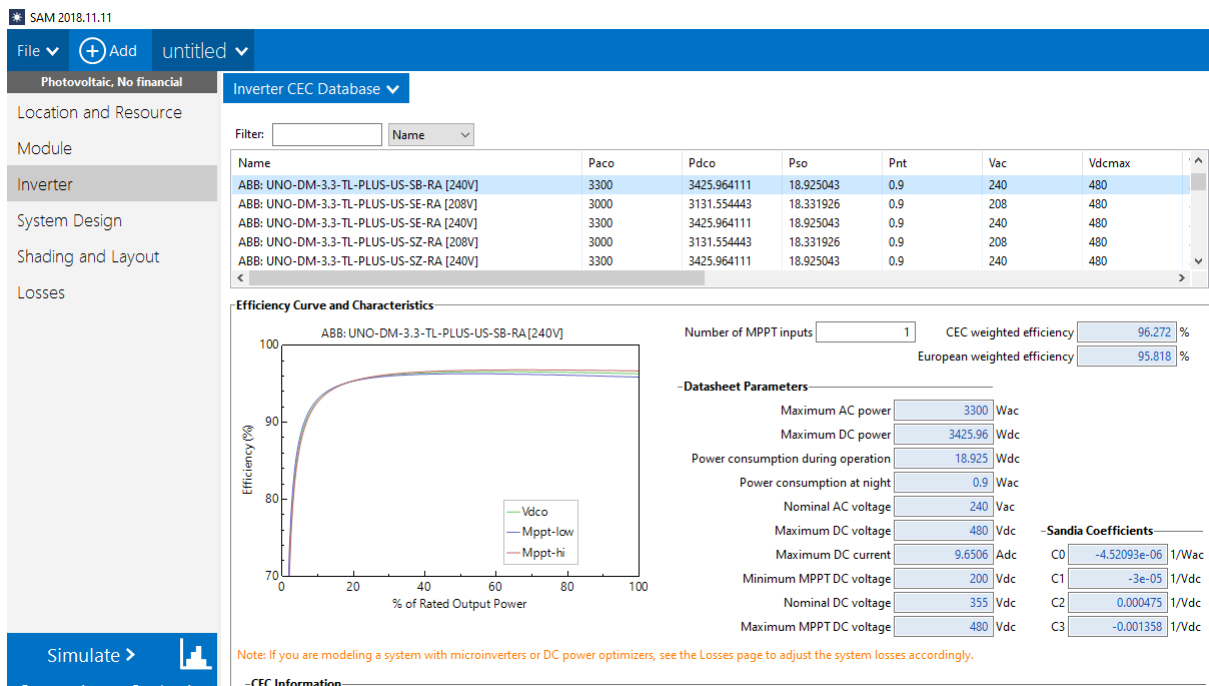 SAM 2018.11.11
File Add untitled
Photovoltaic, No financial
Location and Resource
Module
Inverter
System Design
Shading and Layout
Losses
Simulate >
Inverter CEC Database
Filter: Name
Name Paco Pdco Pso Pnt Vac Vdcmax
ABB: UNO-DM-3.3-TL-PLUS-US-SB-RA [240V] 3300 3425.964111 18.925043 0.9 240 480
ABB: UNO-DM-3.3-TL-PLUS-US-SE-RA [208V] 3000 3131.554443 18.331926 0.9 208 480
ABB: UNO-DM-3.3-TL-PLUS-US-SE-RA [240V] 3300 3425.964111 18.925043 0.9 240 480
ABB: UNO-DM-3.3-TL-PLUS-US-SZ-RA [208V] 3000 3131.554443 18.331926 0.9 208 480
ABB: UNO-DM-3.3-TL-PLUS-US-SZ-RA [240V] 3300 3425.964111 18.925043 0.9 240 480
Efficiency Curve and Characteristics
ABB: UNO-DM-3.3-TL-PLUS-US-SB-RA[240V]
100
90
80
70
Efficiency (%)
Vdco
Mppt-low
Mppt-hi
0 20 40 60 80 100
% of Rated Output Power
Number of MPPT inputs 1 CEC weighted efficiency 96.272 %
European weighted efficiency 95.818 %
Datasheet Parameters
Maximum AC power 3300 Wac
Maximum DC power 3425.96 Wdc
Power consumption during operation 18.925 Wdc
Power consumption at night 0.9 Wac
Nominal AC voltage 240 Vac
Maximum DC voltage 480 Vdc
Maximum DC current 9.6506 Adc
Minimum MPPT DC voltage 200 Vdc
Nominal DC voltage 355 Vdc
Maximum MPPT DC voltage 480 Vdc
Sandia Coefficients
C0 -4.52093e-06 1/Wac
C1 -3e-05 1/Vdc
C2 0.000475 1/Vdc
C3 -0.001358 1/Vdc
Note: If you are modeling a system with microinverters or DC power optimizers, see the Losses page to adjust the system losses accordingly.
CEC Information